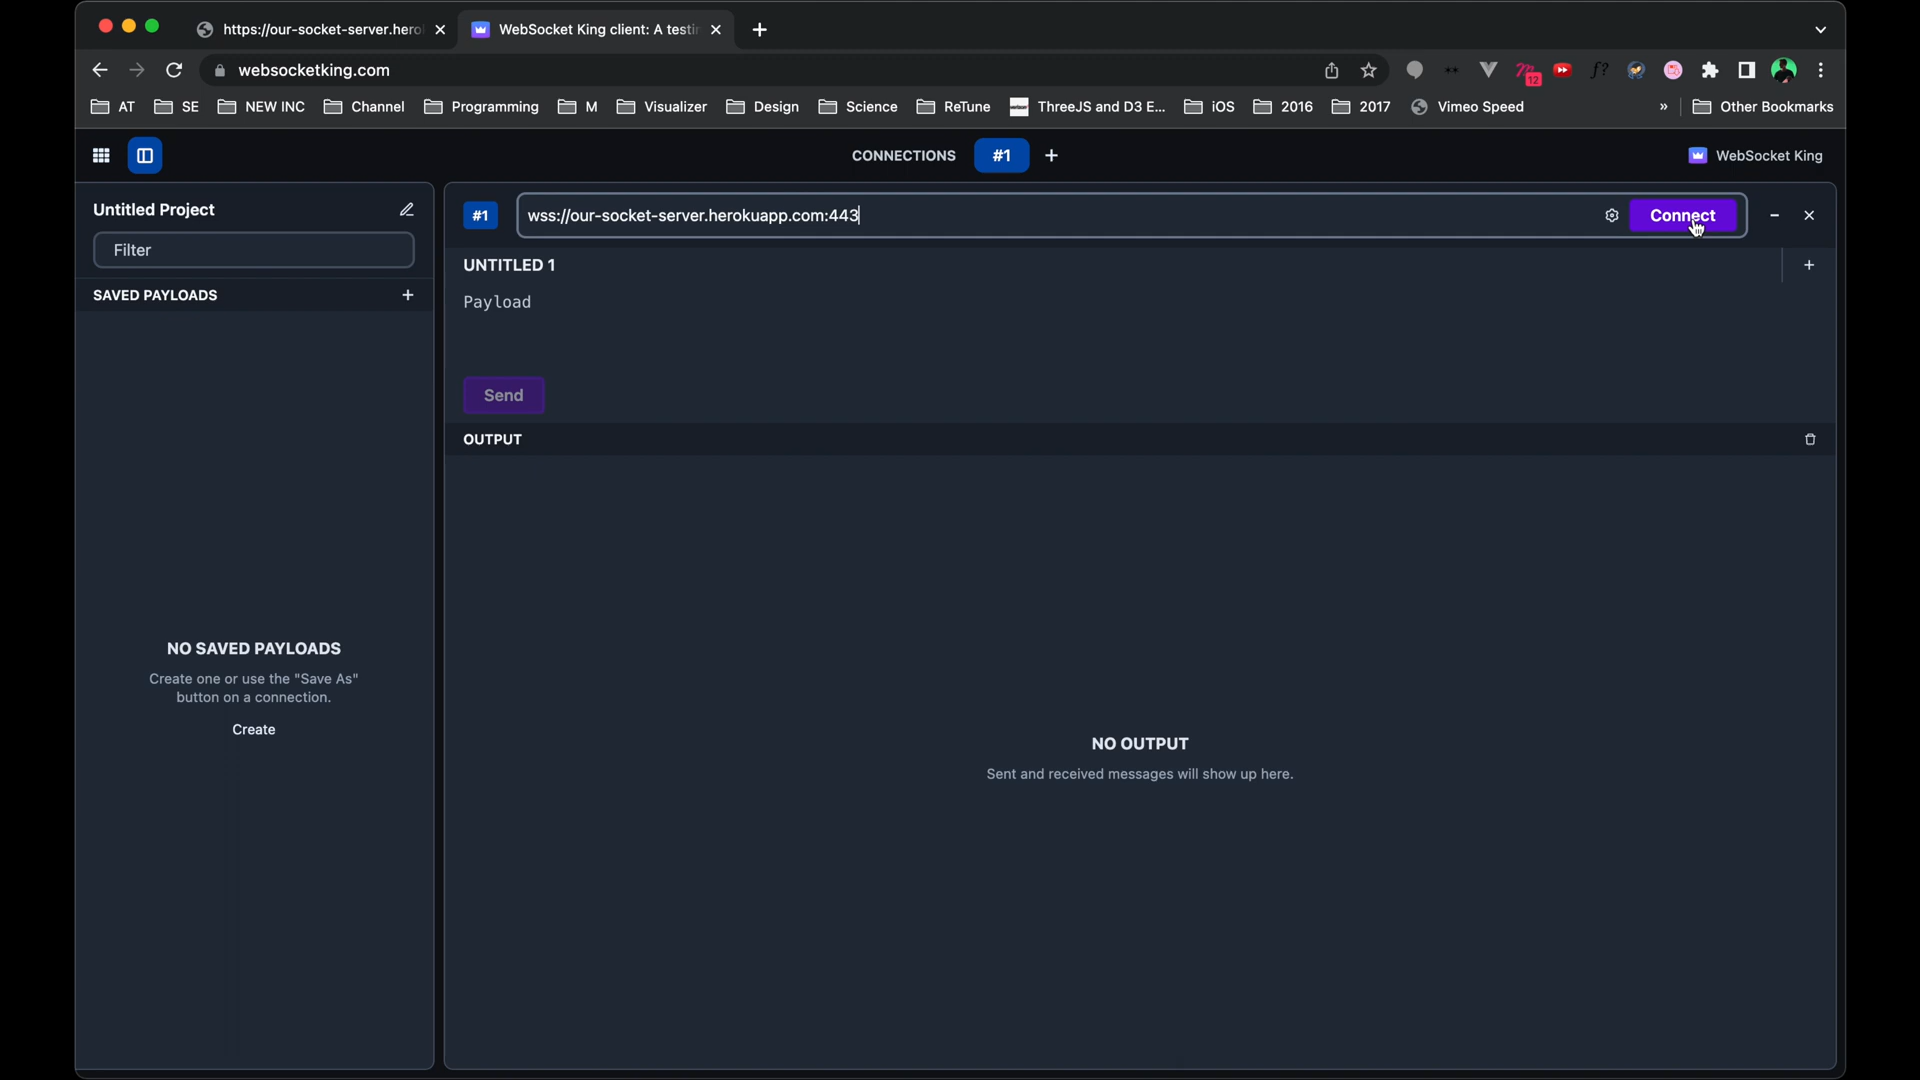 https://our-socket-server.hero
WebSocket King client: A testin
websocketking.com
12
f?
AT
SE
NEW INC
Channel
Programming
M
Visualizer
Design
Science
ReTune
ThreeJS and D3 E...
iOS
2016
2017
Vimeo Speed
»
Other Bookmarks
CONNECTIONS
#1
WebSocket King
Untitled Project
Filter
SAVED PAYLOADS
NO SAVED PAYLOADS
Create one or use the "Save As"
button on a connection.
Create
#1
wss://our-socket-server.herokuapp.com:443
Connect
UNTITLED 1
Payload
Send
OUTPUT
NO OUTPUT
Sent and received messages will show up here.